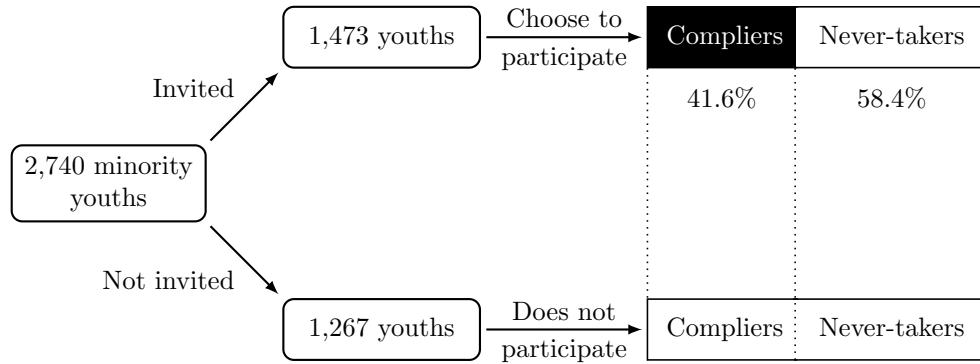 1,473 youths
Choose to
participate
Compliers
Never-takers
41.6%
58.4%
Invited
2,740 minority
youths
Not invited
1,267 youths
Does not
participate
Compliers
Never-takers